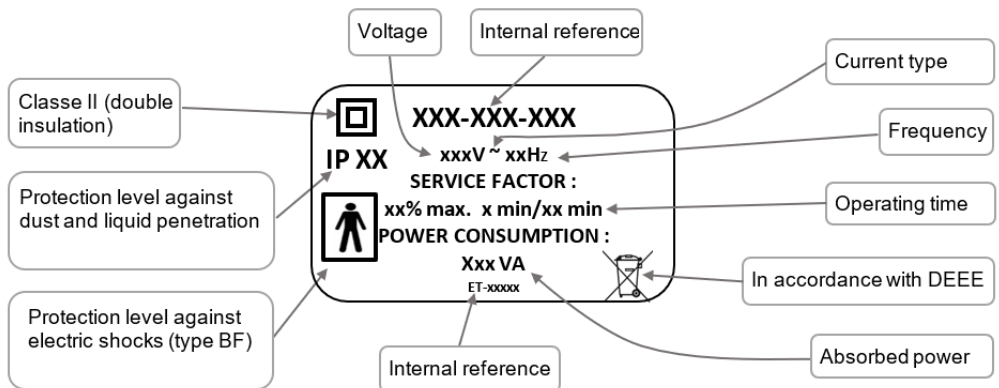 Voltage
Internal reference
Current type
Classe II (double
insulation)
XXX-XXX-XXX
Frequency
IP XX
xxxV ~ xxHz
SERVICE FACTOR :
Protection level against
dust and liquid penetration
xx% max. x min/xx min
Operating time
POWER CONSUMPTION :
Xxx VA
In accordance with DEEE
ET-xxxxx
Protection level against
electric shocks (type BF)
Internal reference
Absorbed power